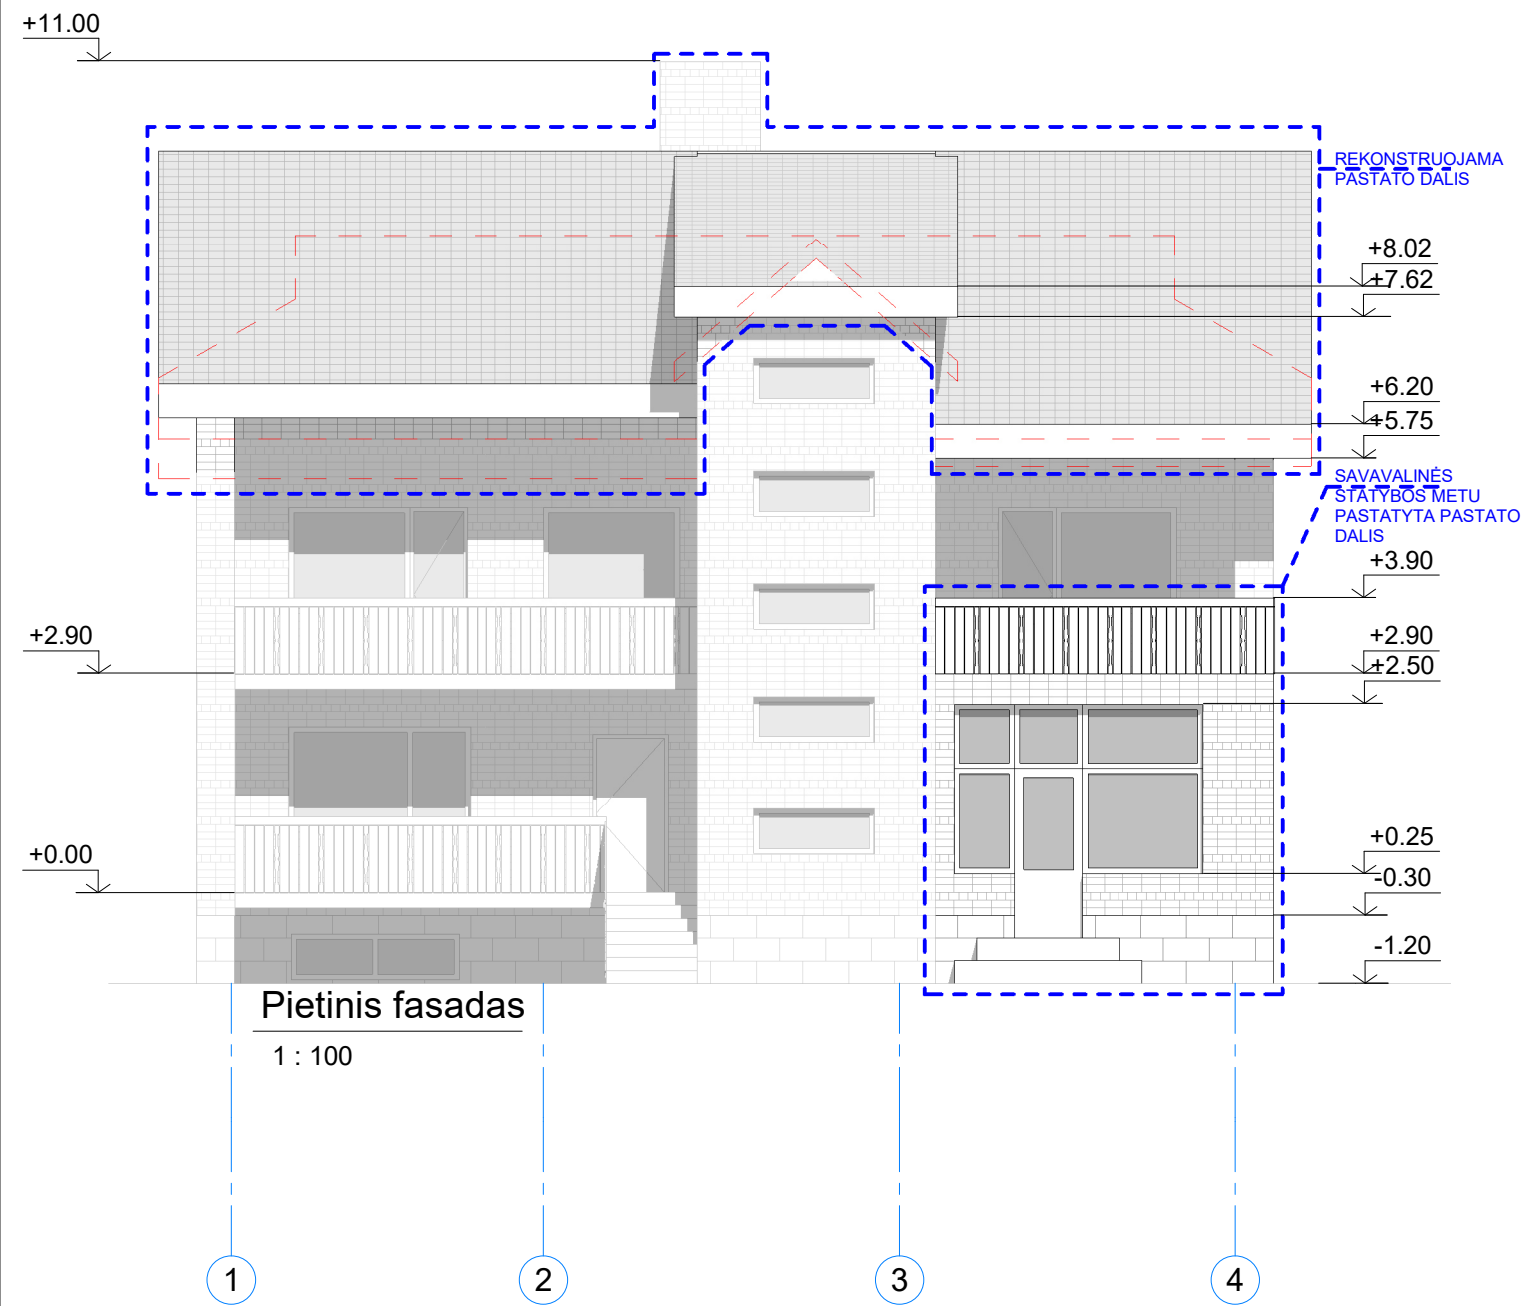 +11.00
REKONSTRUOJAMA
PASTATO DALIS
+8.02
+7.62
+6.20
+5.75
SAVAVALINĖS
STATYBOS METU
PASTATYTA PASTATO
DALIS
+3.90
+2.90
+2.90
+2.50
+0.00
+0.25
-0.30
-1.20
Pietinis fasadas
1 : 100
1
2
3
4